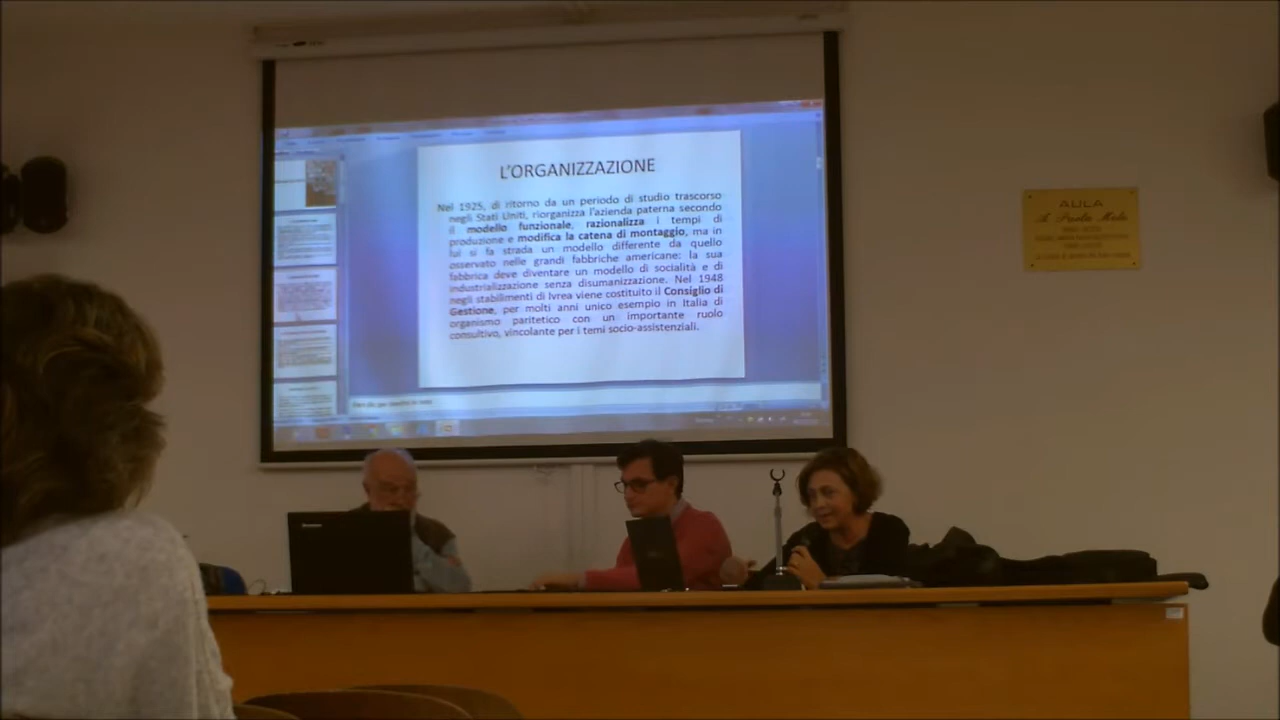 L'ORGANIZZAZIONE
Nel 1925, di ritorno da un periodo di studio trascorso
negli Stati Uniti, riorganizza l'azienda paterna secondo
il modello funzionale, razionalizza i tempi di
produzione e modifica la catena di montaggio, ma in
lui si fa strada un modello differente da quello
osservato nelle grandi fabbriche americane: la sua
fabbrica deve diventare un modello di socialità e di
industrializzazione senza disumanizzazione. Nel 1948
negli stabilimenti di Ivrea viene costituito il Consiglio di
Gestione, per molti anni unico esempio in Italia di
organismo paritetico con un importante ruolo
consultivo, vincolante per i temi socio-assistenziali.
AULA